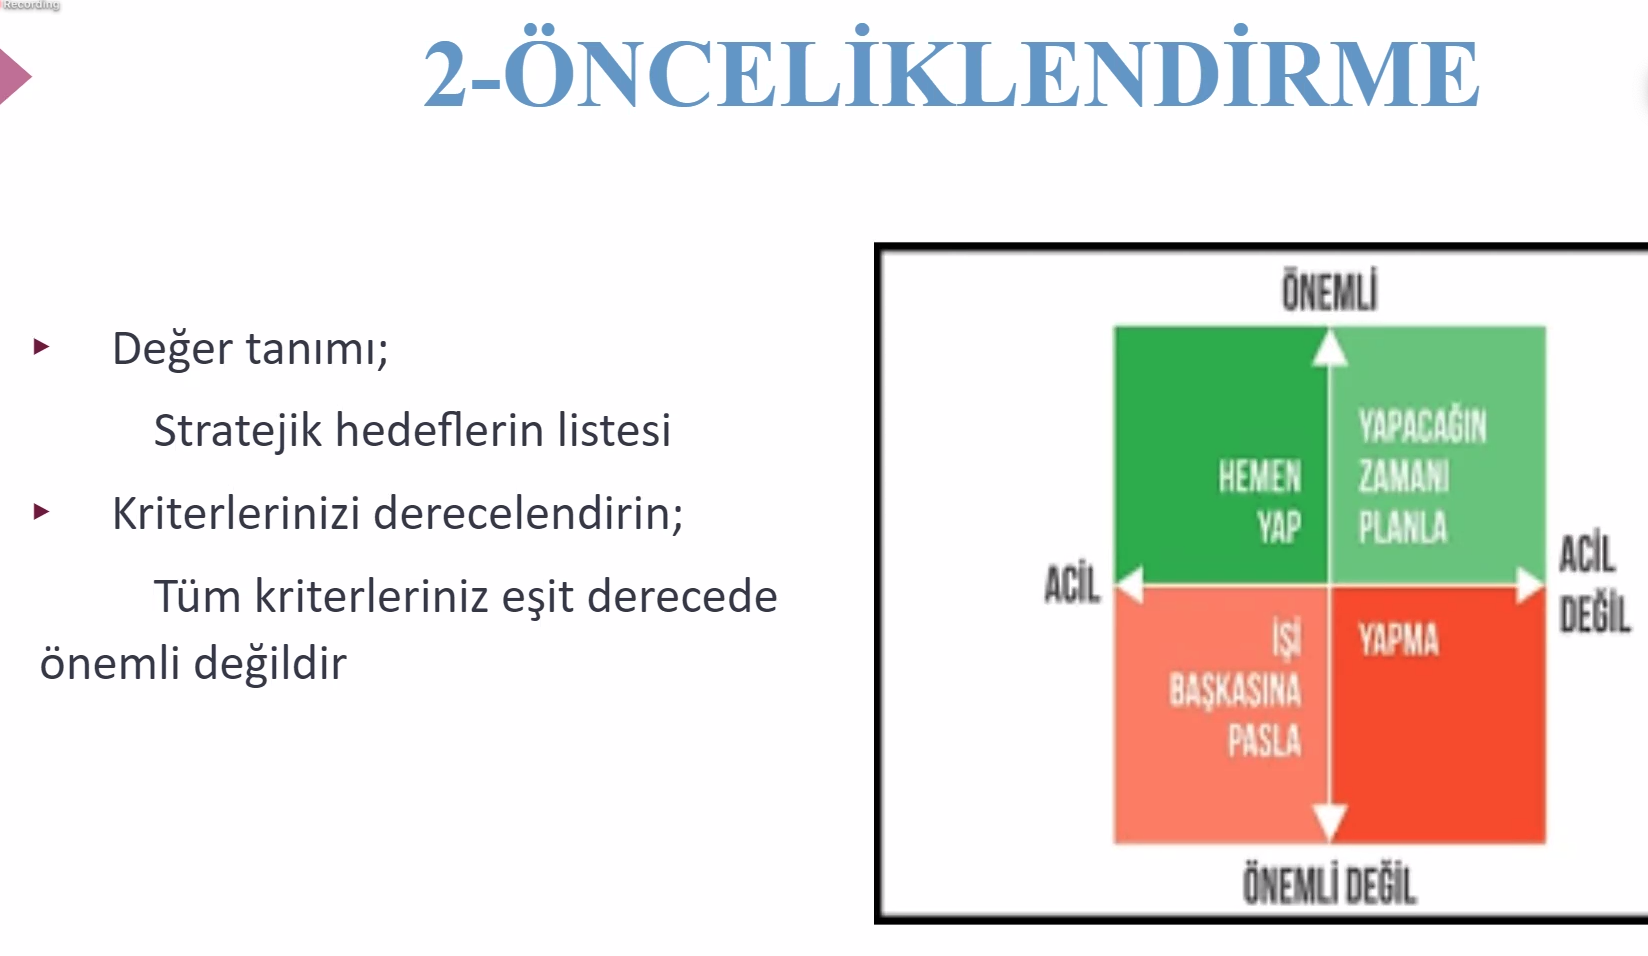 Recording
2-ÖNCELİKLENDİRME
Değer tanımı;
Stratejik hedeflerin listesi
Kriterlerinizi derecelendirin;
Tüm kriterleriniz eşit derecede
önemli değildir
ÖNEMLİ
HEMEN
YAP
YAPACAĞIN
ZAMANI
PLANLA
ACİL
ACİL
DEĞİL
İŞİ
BAŞKASINA
PASLA
YAPMA
ÖNEMLİ DEĞİL